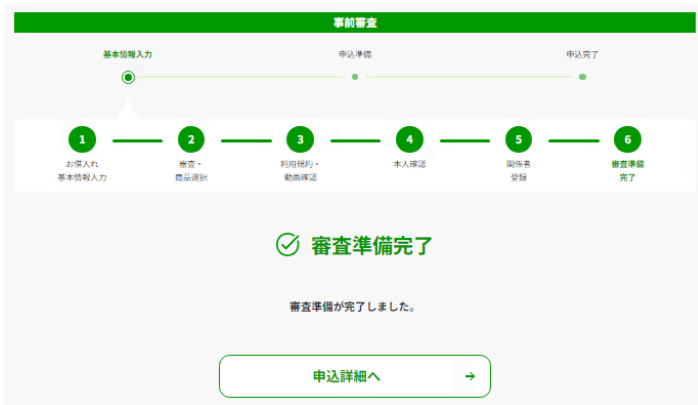 事前審査
基本情報入力
申込準備
申込完了
1
2
3
4
5
6
お借入れ
基本情報入力
審査・
商品選択
利用規約・
動画確認
本人確認
関係者
登録
審査準備
完了
審査準備完了
審査準備が完了しました。
申込詳細へ